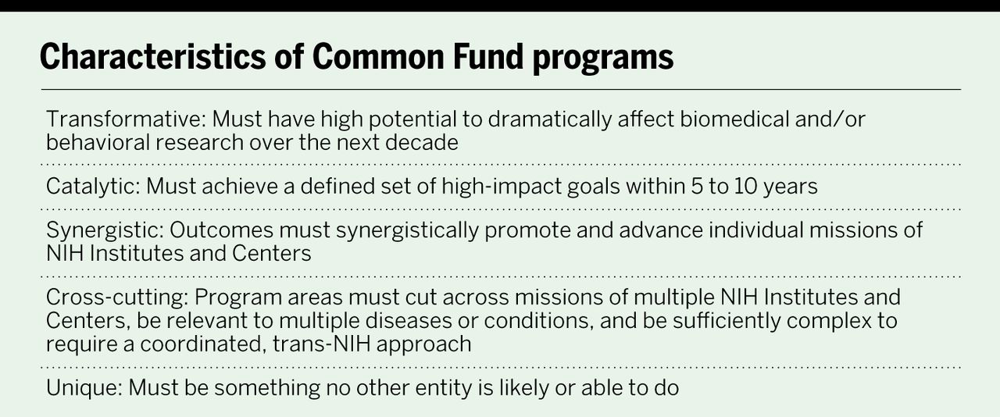 Characteristics of Common Fund programs
Transformative: Must have high potential to dramatically affect biomedical and/or
behavioral research over the next decade
Catalytic: Must achieve a defined set of high-impact goals within 5 to 10 years
Synergistic: Outcomes must synergistically promote and advance individual missions of
NIH Institutes and Centers
Cross-cutting: Program areas must cut across missions of multiple NIH Institutes and
Centers, be relevant to multiple diseases or conditions, and be sufficiently complex to
require a coordinated, trans-NIH approach
Unique: Must be something no other entity is likely or able to do